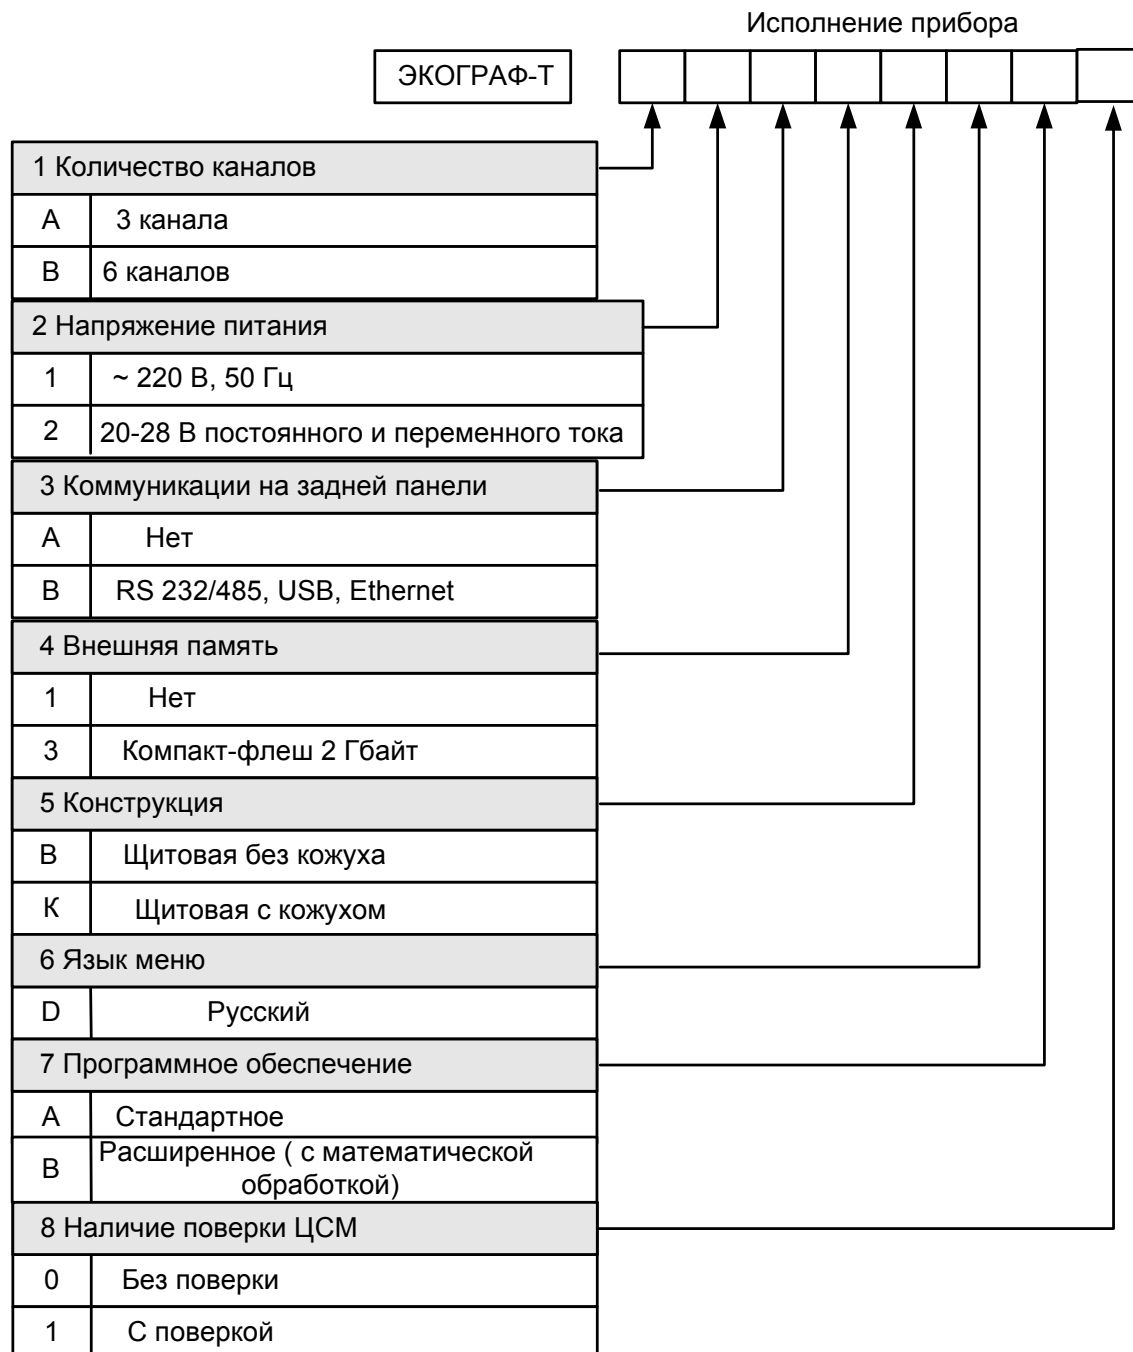 Исполнение прибора
ЭКОГРАФ-Т
1 Количество каналов
A 3 канала
B 6 каналов
2 Напряжение питания
1 ~ 220 В, 50 Гц
2 20-28 В постоянного и переменного тока
3 Коммуникации на задней панели
A Нет
B RS 232/485, USB, Ethernet
4 Внешняя память
1 Нет
3 Компакт-флеш 2 Гбайт
5 Конструкция
B Щитовая без кожуха
К Щитовая с кожухом
6 Язык меню
D Русский
7 Программное обеспечение
A Стандартное
B Расширенное ( с математической
обработкой)
8 Наличие поверки ЦСМ
0 Без поверки
1 С поверкой